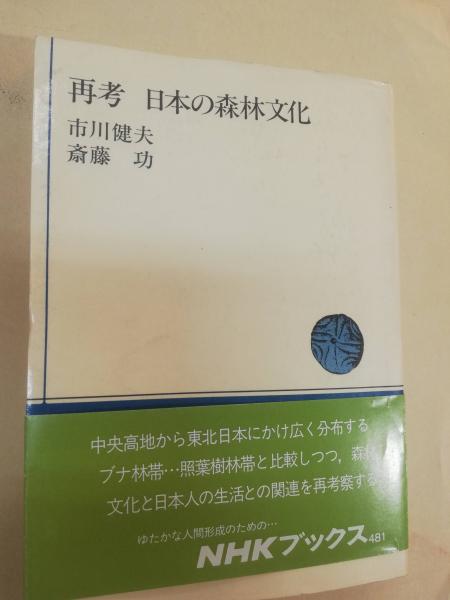 再考 日本の森林文化
市川健夫
斎藤 功
中央高地から東北日本にかけ広く分布する
ブナ林帯…照葉樹林帯と比較しつつ，森林
文化と日本人の生活との関連を再考察する
ゆたかな人間形成のための…
NHKブックス 481